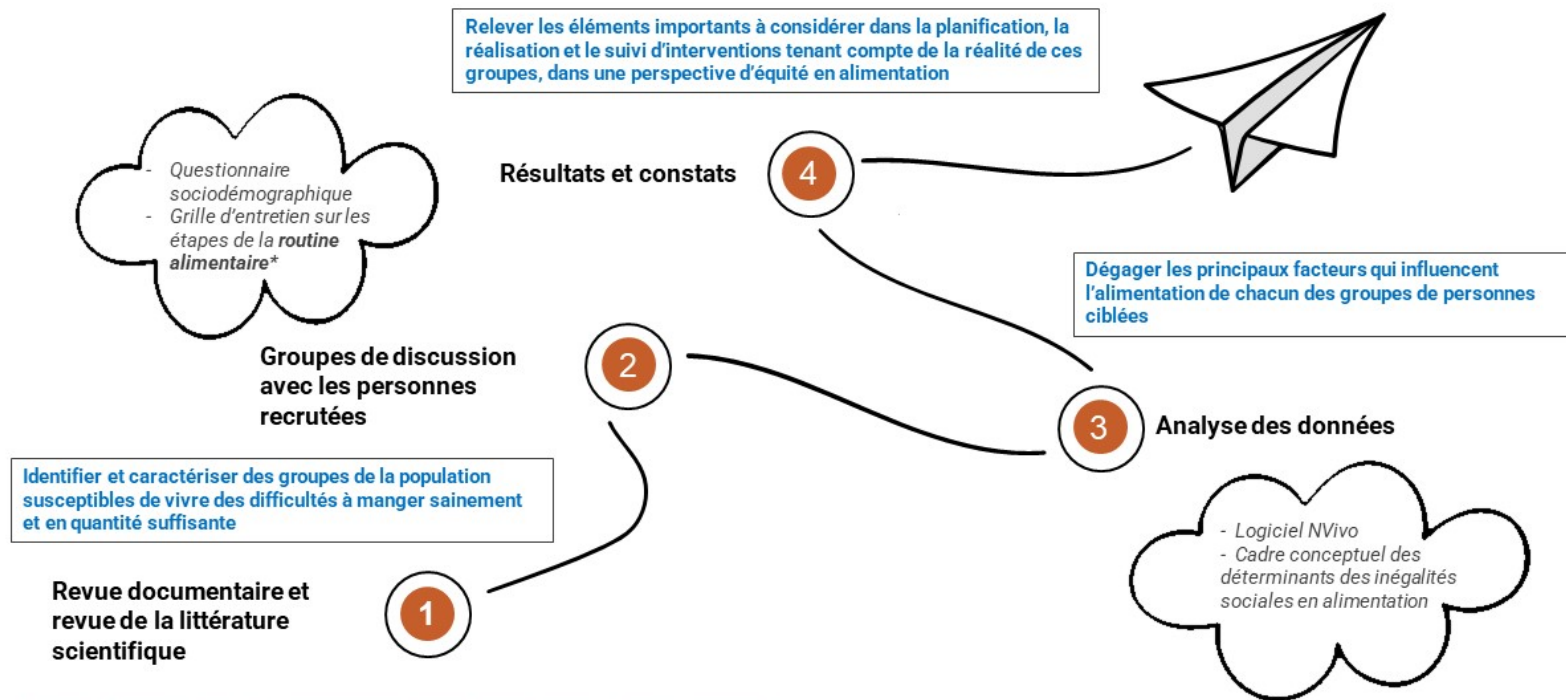 Relever les éléments importants à considérer dans la planification, la
réalisation et le suivi d'interventions tenant compte de la réalité de ces
groupes, dans une perspective d'équité en alimentation
- Questionnaire
sociodémographique
- Grille d'entretien sur les
étapes de la routine
alimentaire*
Résultats et constats
4
Dégager les principaux facteurs qui influencent
l'alimentation de chacun des groupes de personnes
ciblées
Groupes de discussion
avec les personnes
recrutées
2
3
Analyse des données
Identifier et caractériser des groupes de la population
susceptibles de vivre des difficultés à manger sainement
et en quantité suffisante
- Logiciel NVivo
- Cadre conceptuel des
déterminants des inégalités
sociales en alimentation
Revue documentaire et
revue de la littérature
scientifique
1